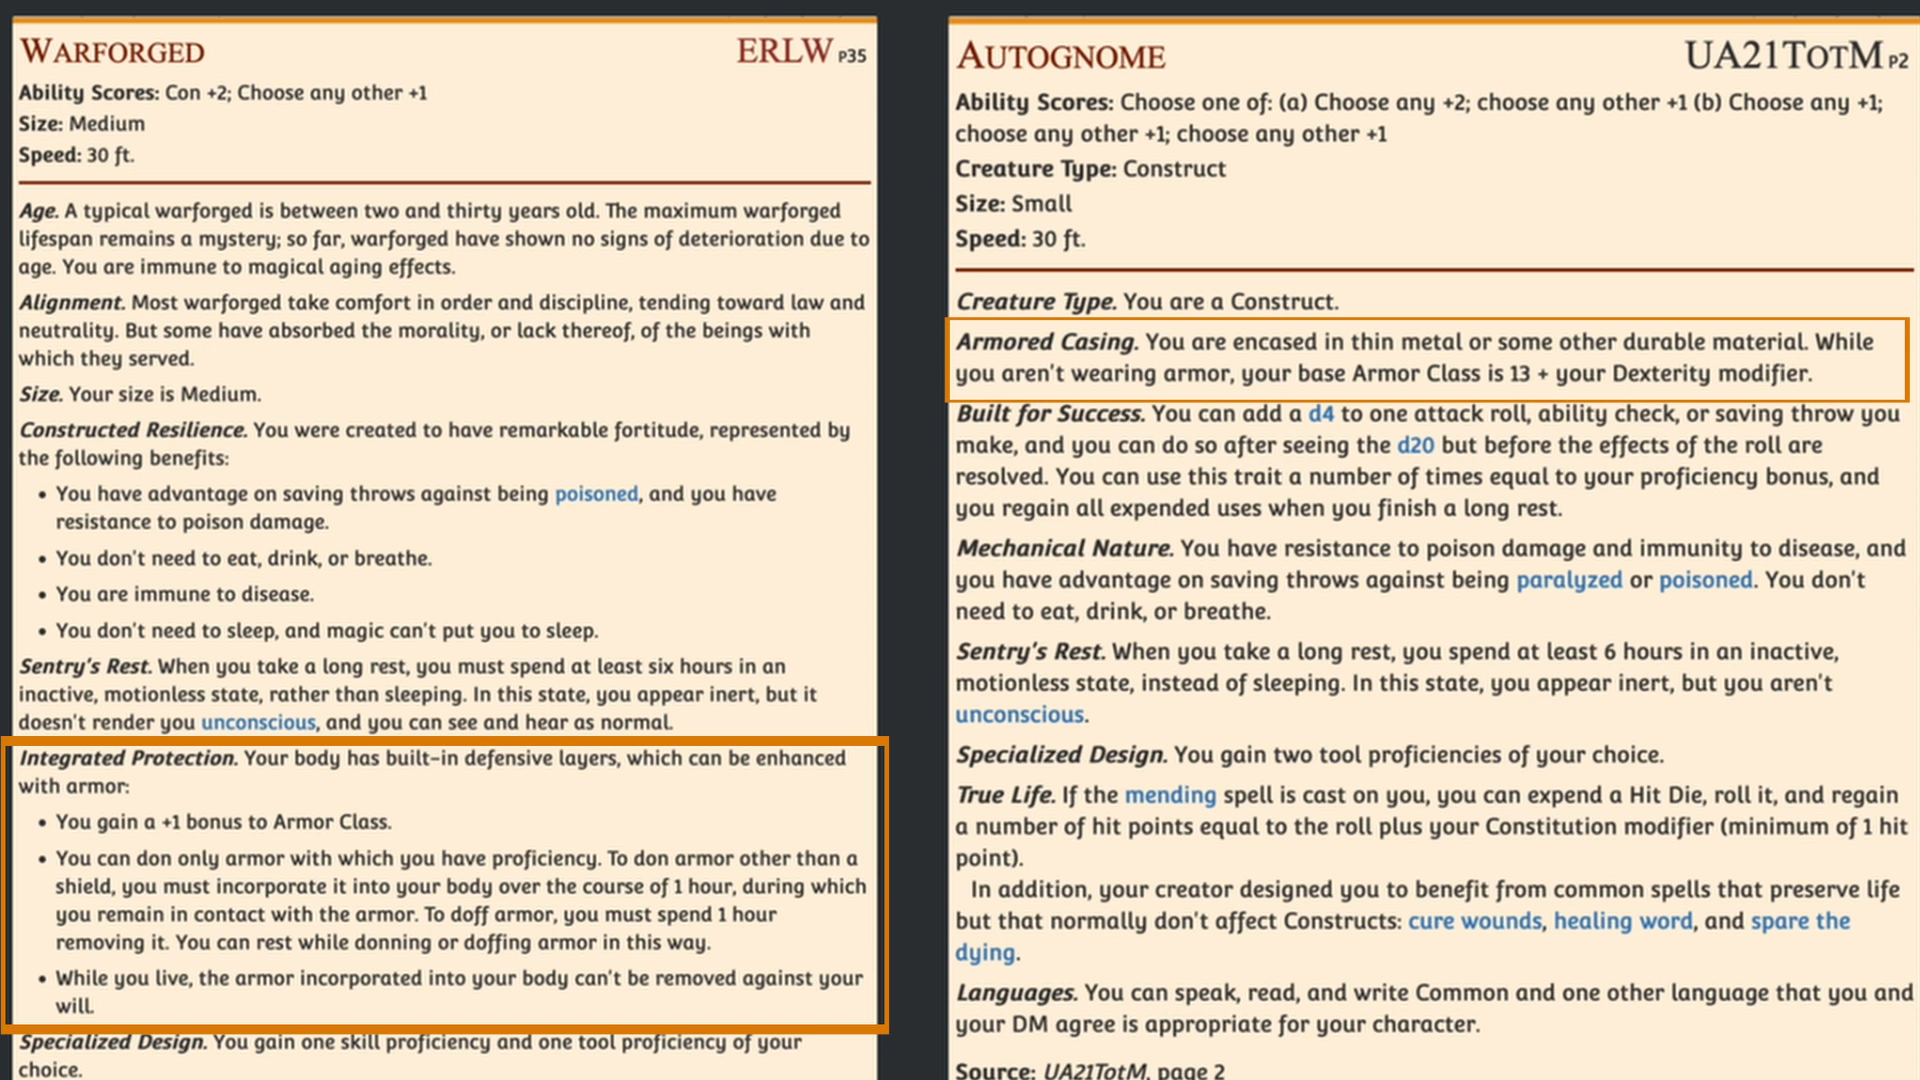 WARFORGED ERLW P35
Ability Scores: Con +2; Choose any other +1
Size: Medium
Speed: 30 ft.
Age. A typical warforged is between two and thirty years old. The maximum warforged
lifespan remains a mystery; so far, warforged have shown no signs of deterioration due to
age. You are immune to magical aging effects.
Alignment. Most warforged take comfort in order and discipline, tending toward law and
neutrality. But some have absorbed the morality, or lack thereof, of the beings with
which they served.
Size. Your size is Medium.
Constructed Resilience. You were created to have remarkable fortitude, represented by
the following benefits:
• You have advantage on saving throws against being poisoned, and you have
resistance to poison damage.
• You don't need to eat, drink, or breathe.
• You are immune to disease.
• You don't need to sleep, and magic can't put you to sleep.
Sentry's Rest. When you take a long rest, you must spend at least six hours in an
inactive, motionless state, rather than sleeping. In this state, you appear inert, but it
doesn't render you unconscious, and you can see and hear as normal.
Integrated Protection. Your body has built-in defensive layers, which can be enhanced
with armor:
• You gain a +1 bonus to Armor Class.
• You can don only armor with which you have proficiency. To don armor other than a
shield, you must incorporate it into your body over the course of 1 hour, during which
you remain in contact with the armor. To doff armor, you must spend 1 hour
removing it. You can rest while donning or doffing armor in this way.
• While you live, the armor incorporated into your body can't be removed against your
will.
Specialized Design. You gain one skill proficiency and one tool proficiency of your
choice.
AUTOGNOME UA21TOTM P2
Ability Scores: Choose one of: (a) Choose any +2; choose any other +1 (b) Choose any +1;
choose any other +1; choose any other +1
Creature Type: Construct
Size: Small
Speed: 30 ft.
Creature Type. You are a Construct.
Armored Casing. You are encased in thin metal or some other durable material. While
you aren't wearing armor, your base Armor Class is 13 + your Dexterity modifier.
Built for Success. You can add a d4 to one attack roll, ability check, or saving throw you
make, and you can do so after seeing the d20 but before the effects of the roll are
resolved. You can use this trait a number of times equal to your proficiency bonus, and
you regain all expended uses when you finish a long rest.
Mechanical Nature. You have resistance to poison damage and immunity to disease, and
you have advantage on saving throws against being paralyzed or poisoned. You don't
need to eat, drink, or breathe.
Sentry's Rest. When you take a long rest, you spend at least 6 hours in an inactive,
motionless state, instead of sleeping. In this state, you appear inert, but you aren't
unconscious.
Specialized Design. You gain two tool proficiencies of your choice.
True Life. If the mending spell is cast on you, you can expend a Hit Die, roll it, and regain
a number of hit points equal to the roll plus your Constitution modifier (minimum of 1 hit
point).
In addition, your creator designed you to benefit from common spells that preserve life
but that normally don't affect Constructs: cure wounds, healing word, and spare the
dying.
Languages. You can speak, read, and write Common and one other language that you and
your DM agree is appropriate for your character.
Source: UA21TotM, page 2